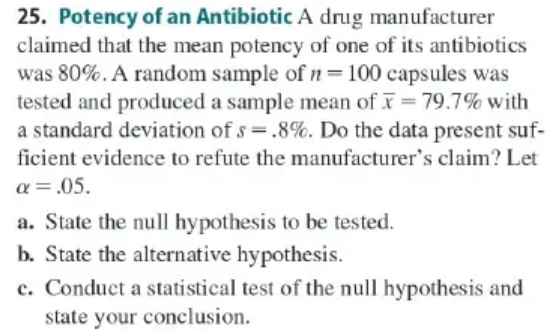 25. Potency of an Antibiotic A drug manufacturer
claimed that the mean potency of one of its antibiotics
was 80%. A random sample of n = 100 capsules was
tested and produced a sample mean of x̄ = 79.7% with
a standard deviation of s = .8%. Do the data present suf-
ficient evidence to refute the manufacturer's claim? Let
α = .05.
a. State the null hypothesis to be tested.
b. State the alternative hypothesis.
c. Conduct a statistical test of the null hypothesis and
state your conclusion.